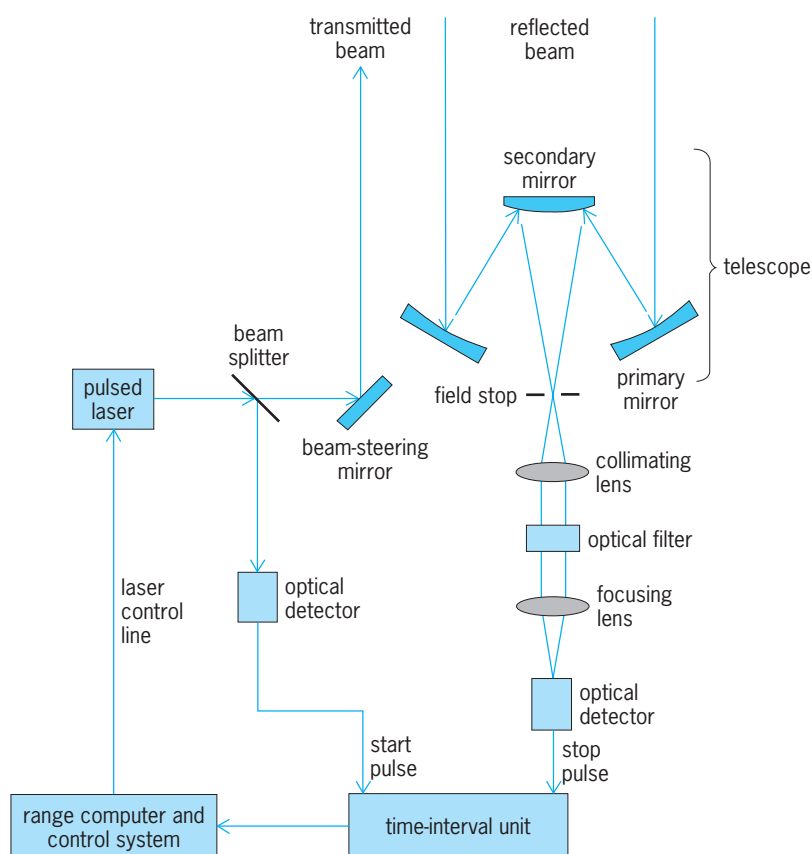 transmitted
beam
reflected
beam
secondary
mirror
telescope
beam
splitter
pulsed
laser
field stop
primary
mirror
beam-steering
mirror
collimating
lens
optical filter
laser
control
line
optical
detector
focusing
lens
optical
detector
start
pulse
stop
pulse
range computer and
control system
time-interval unit